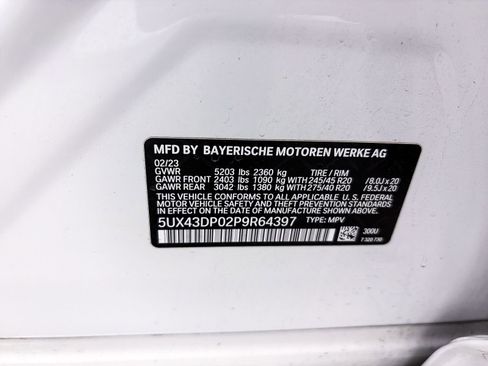 MFD BY BAYERISCHE MOTOREN WERKE AG
02/23
GVWR 5203 lbs 2360 kg TIRE / RIM
GAWR FRONT 2403 lbs 1090 kg WITH 245/45 R20 / 8.0J x 20
GAWR REAR 3042 lbs 1380 kg WITH 275/40 R20 / 9.5J x 20
THIS VEHICLE CONFORMS TO ALL APPLICABLE U. S. FEDERAL
MOTOR VEHICLE SAFETY AND THEFT PREVENTION STANDARDS
IN EFFECT ON THE DATE OF MANUFACTURE SHOWN ABOVE.
5UX43DP02P9R64397 TYPE: MPV
300U